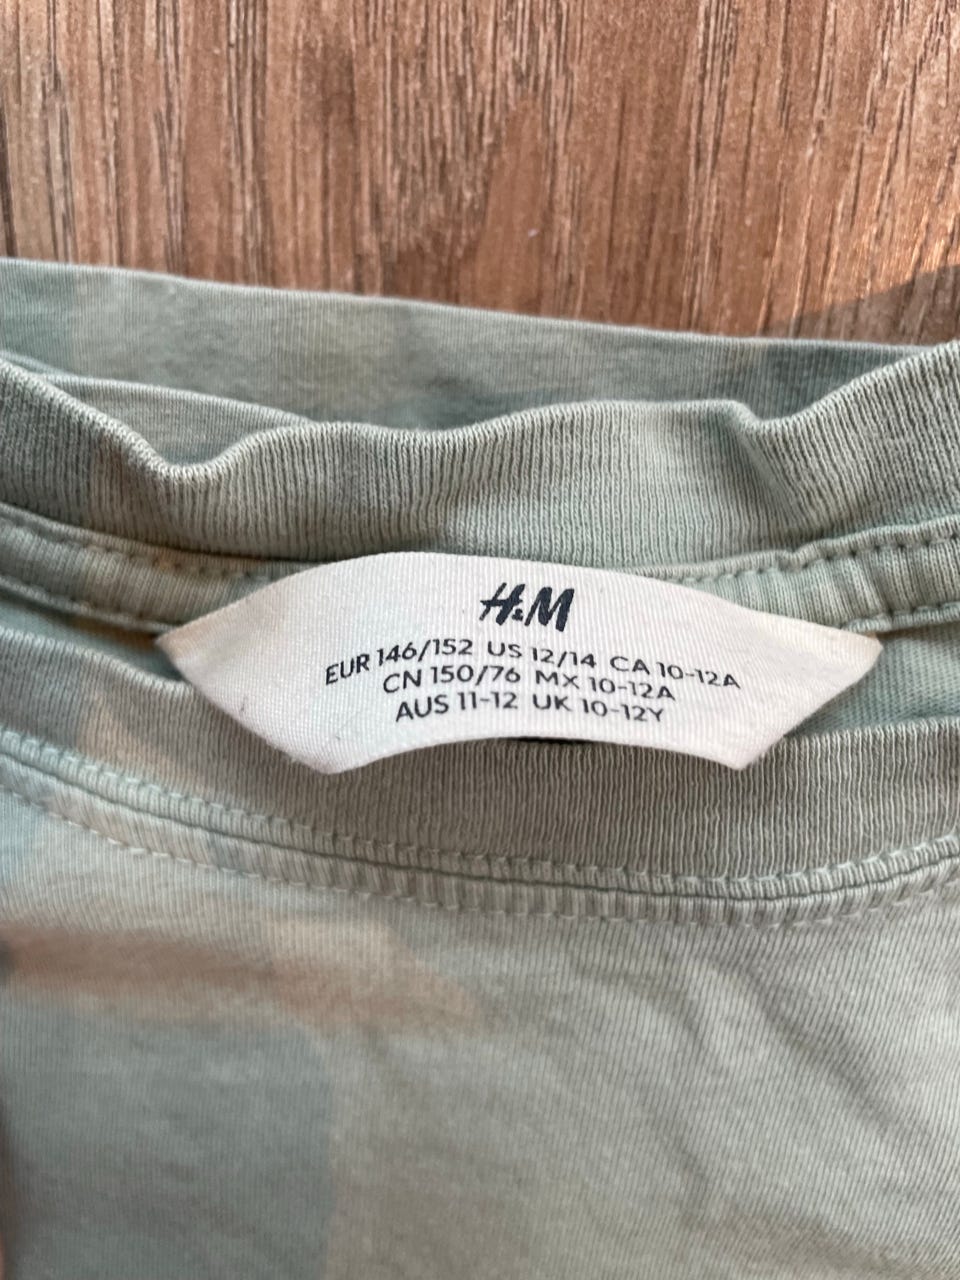 H&M
EUR 146/152 US 12/14 CA 10-12A
CN 150/76 MX 10-12A
AUS 11-12 UK 10-12Y